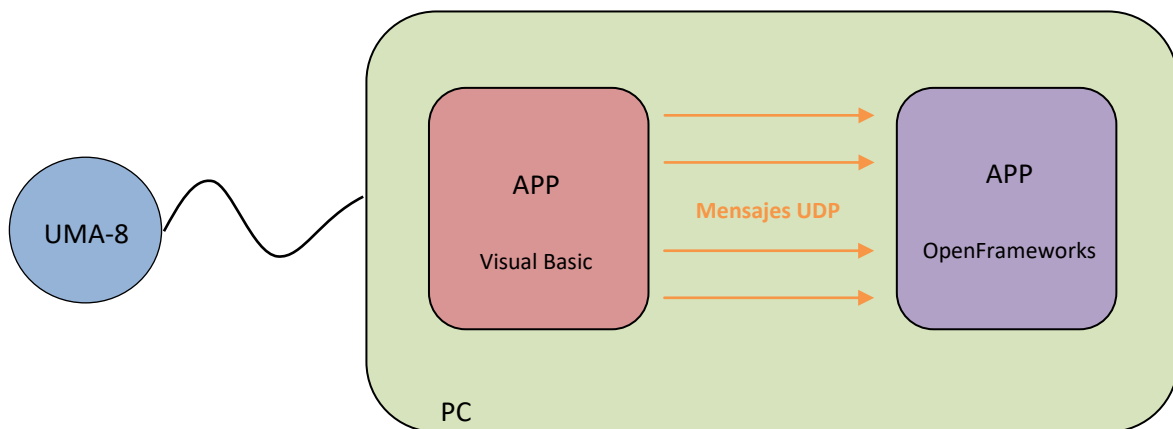 UMA-8
APP
Visual Basic
Mensajes UDP
APP
OpenFrameworks
PC